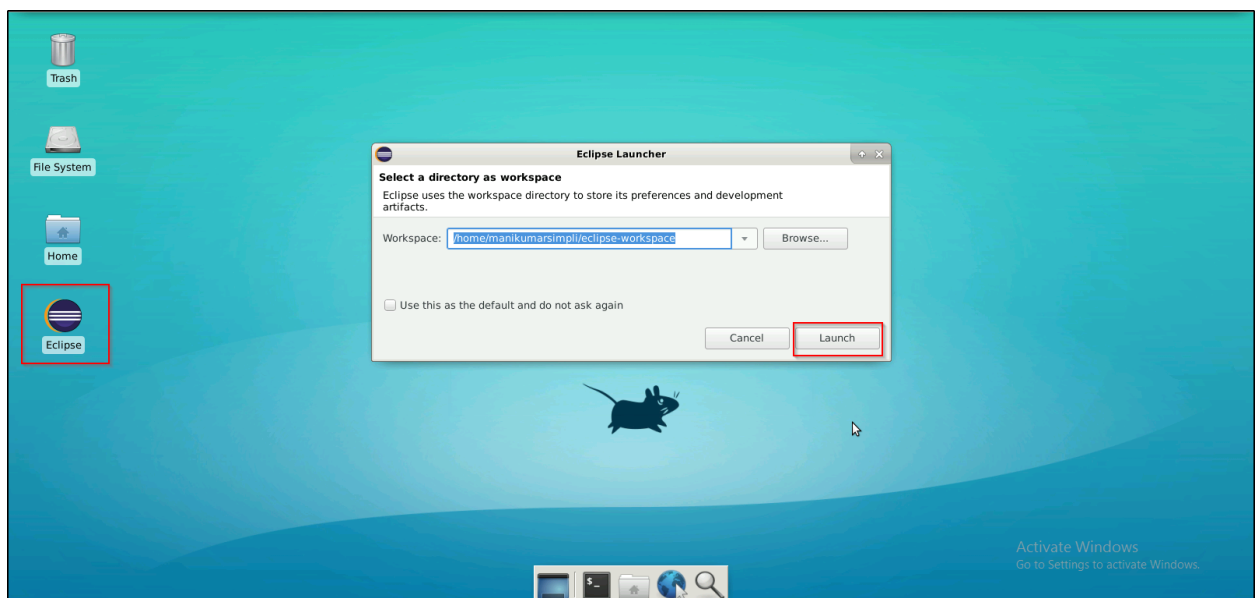 Trash
File System
Home
Eclipse
Eclipse Launcher
Select a directory as workspace
Eclipse uses the workspace directory to store its preferences and development
artifacts.
Workspace: /home/manikumarsimpli/eclipse-workspace Browse...
Use this as the default and do not ask again
Cancel Launch
$_
Activate Windows
Go to Settings to activate Windows.